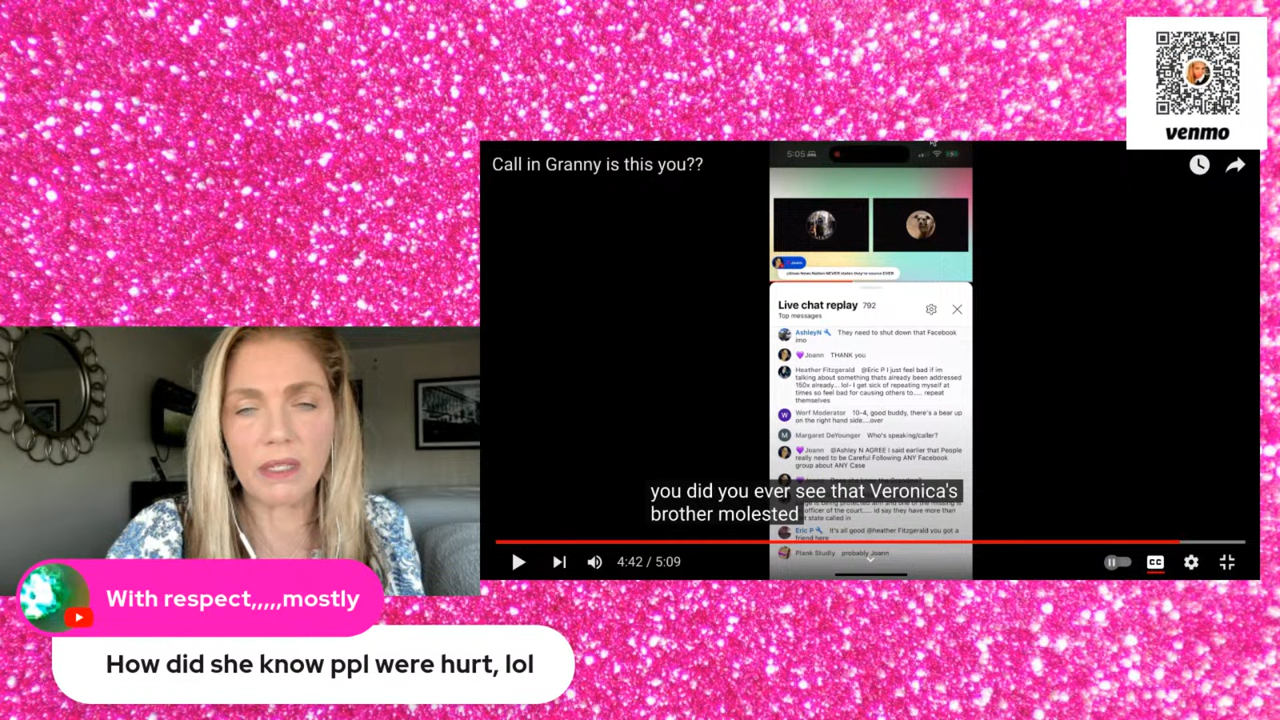 venmo
Call in Granny is this you??
5:05
Joann
Live chat replay 792
Top messages
AshleyN They need to shut down that Facebook
mo
Joann THANK you
Heather Fitzgerald @Eric P I just feel bad if im
talking about something thats already been addressed
150x already... lol- I get sick of repeating myself at
times so feel bad for causing others to..... repeat
themselves
W Worf Moderator 10-4, good buddy, there's a bear up
on the right hand side....over
M Margaret DeYounger Who's speaking/caller?
Joann @Ashley N AGREE I said earlier that People
really need to be Careful Following ANY Facebook
group about ANY Case
you did you ever see that Veronica's
brother molested
officer of the court..... Id say they have more than
t state called in
Eric P It's all good @heather Fitzgerald you got a
friend here
Plank Studly probably Joann
4:42 / 5:09
CC
With respect,,,,,mostly
How did she know ppl were hurt, lol